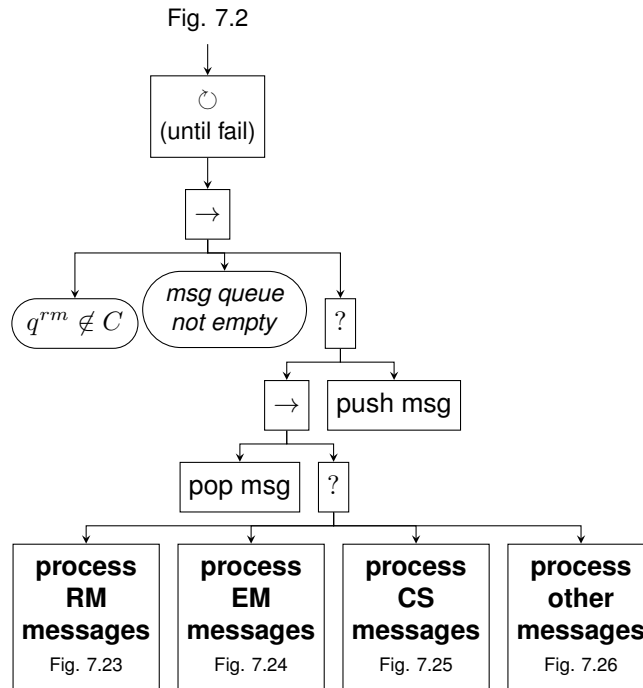 Fig. 7.2
↻
(until fail)
→
q^{rm} ∉ C
msg queue
not empty
?
→
push msg
pop msg
?
process
RM
messages
Fig. 7.23
process
EM
messages
Fig. 7.24
process
CS
messages
Fig. 7.25
process
other
messages
Fig. 7.26